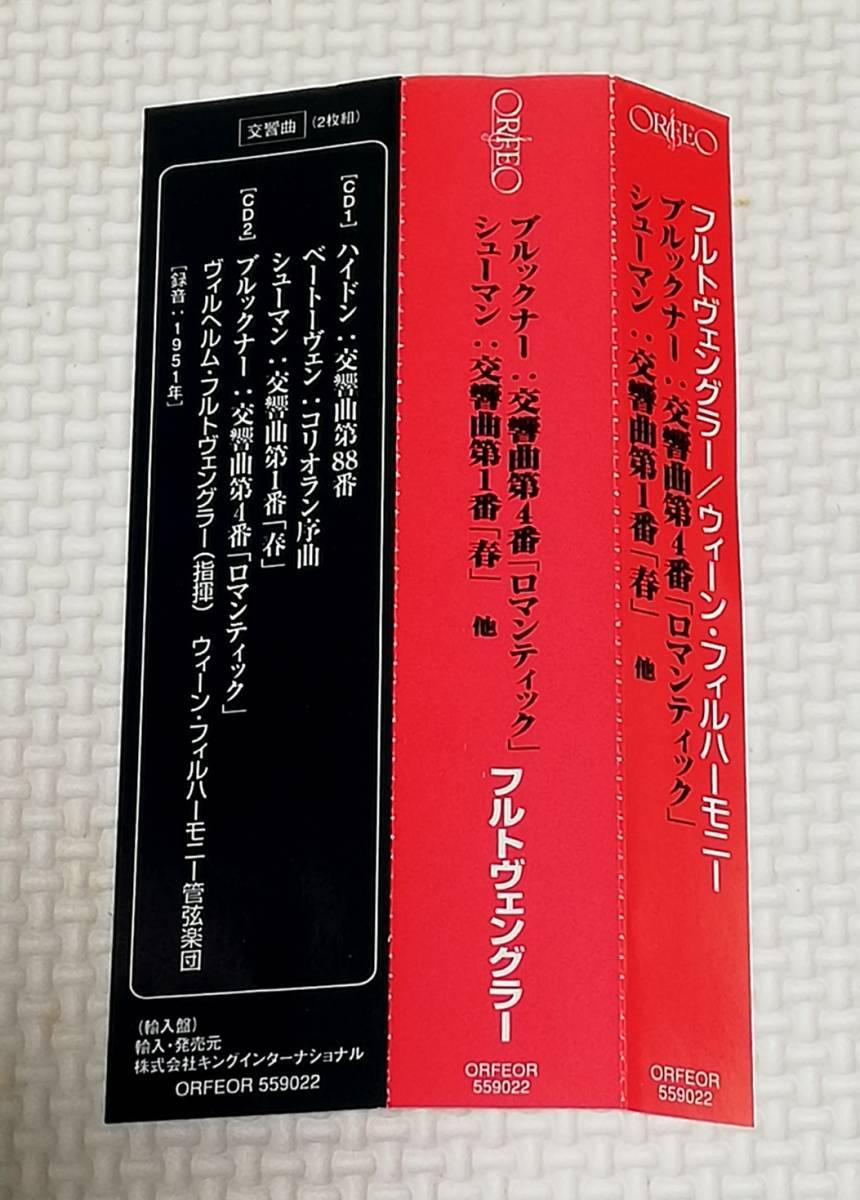 ORFEO
フルトヴェングラー/ウィーン・フィルハーモニー
ブルックナー:交響曲第4番「ロマンティック」
シューマン:交響曲第1番「春」 他
ORFEOR
559022
ORFEO
ブルックナー:交響曲第4番「ロマンティック」
シューマン:交響曲第1番「春」 他
フルトヴェングラー
ORFEOR
559022
交響曲 (2枚組)
[CD1] ハイドン:交響曲第88番
ベートーヴェン:コリオラン序曲
シューマン:交響曲第1番「春」
[CD2] ブルックナー:交響曲第4番「ロマンティック」
ヴィルヘルム・フルトヴェングラー(指揮) ウィーン・フィルハーモニー管弦楽団
[録音:1951年]
(輸入盤)
輸入・発売元
株式会社キングインターナショナル
ORFEOR 559022